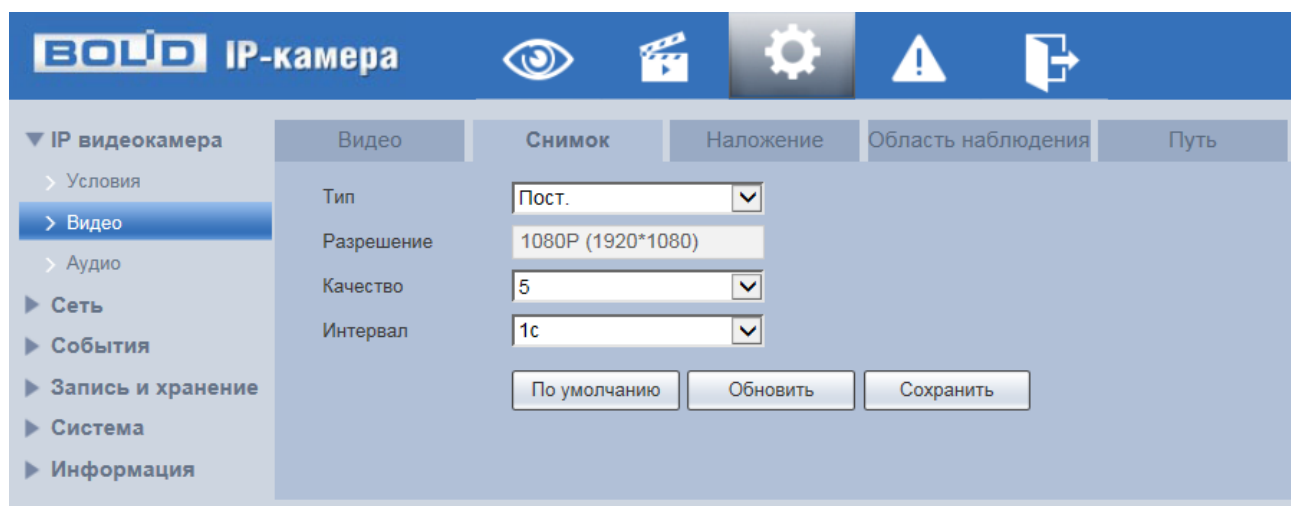 BOLID IP-камера
IP видеокамера
Условия
Видео
Аудио
Сеть
События
Запись и хранение
Система
Информация
Видео Снимок Наложение Область наблюдения Путь
Тип Пост.
Разрешение 1080P (1920*1080)
Качество 5
Интервал 1с
По умолчанию Обновить Сохранить